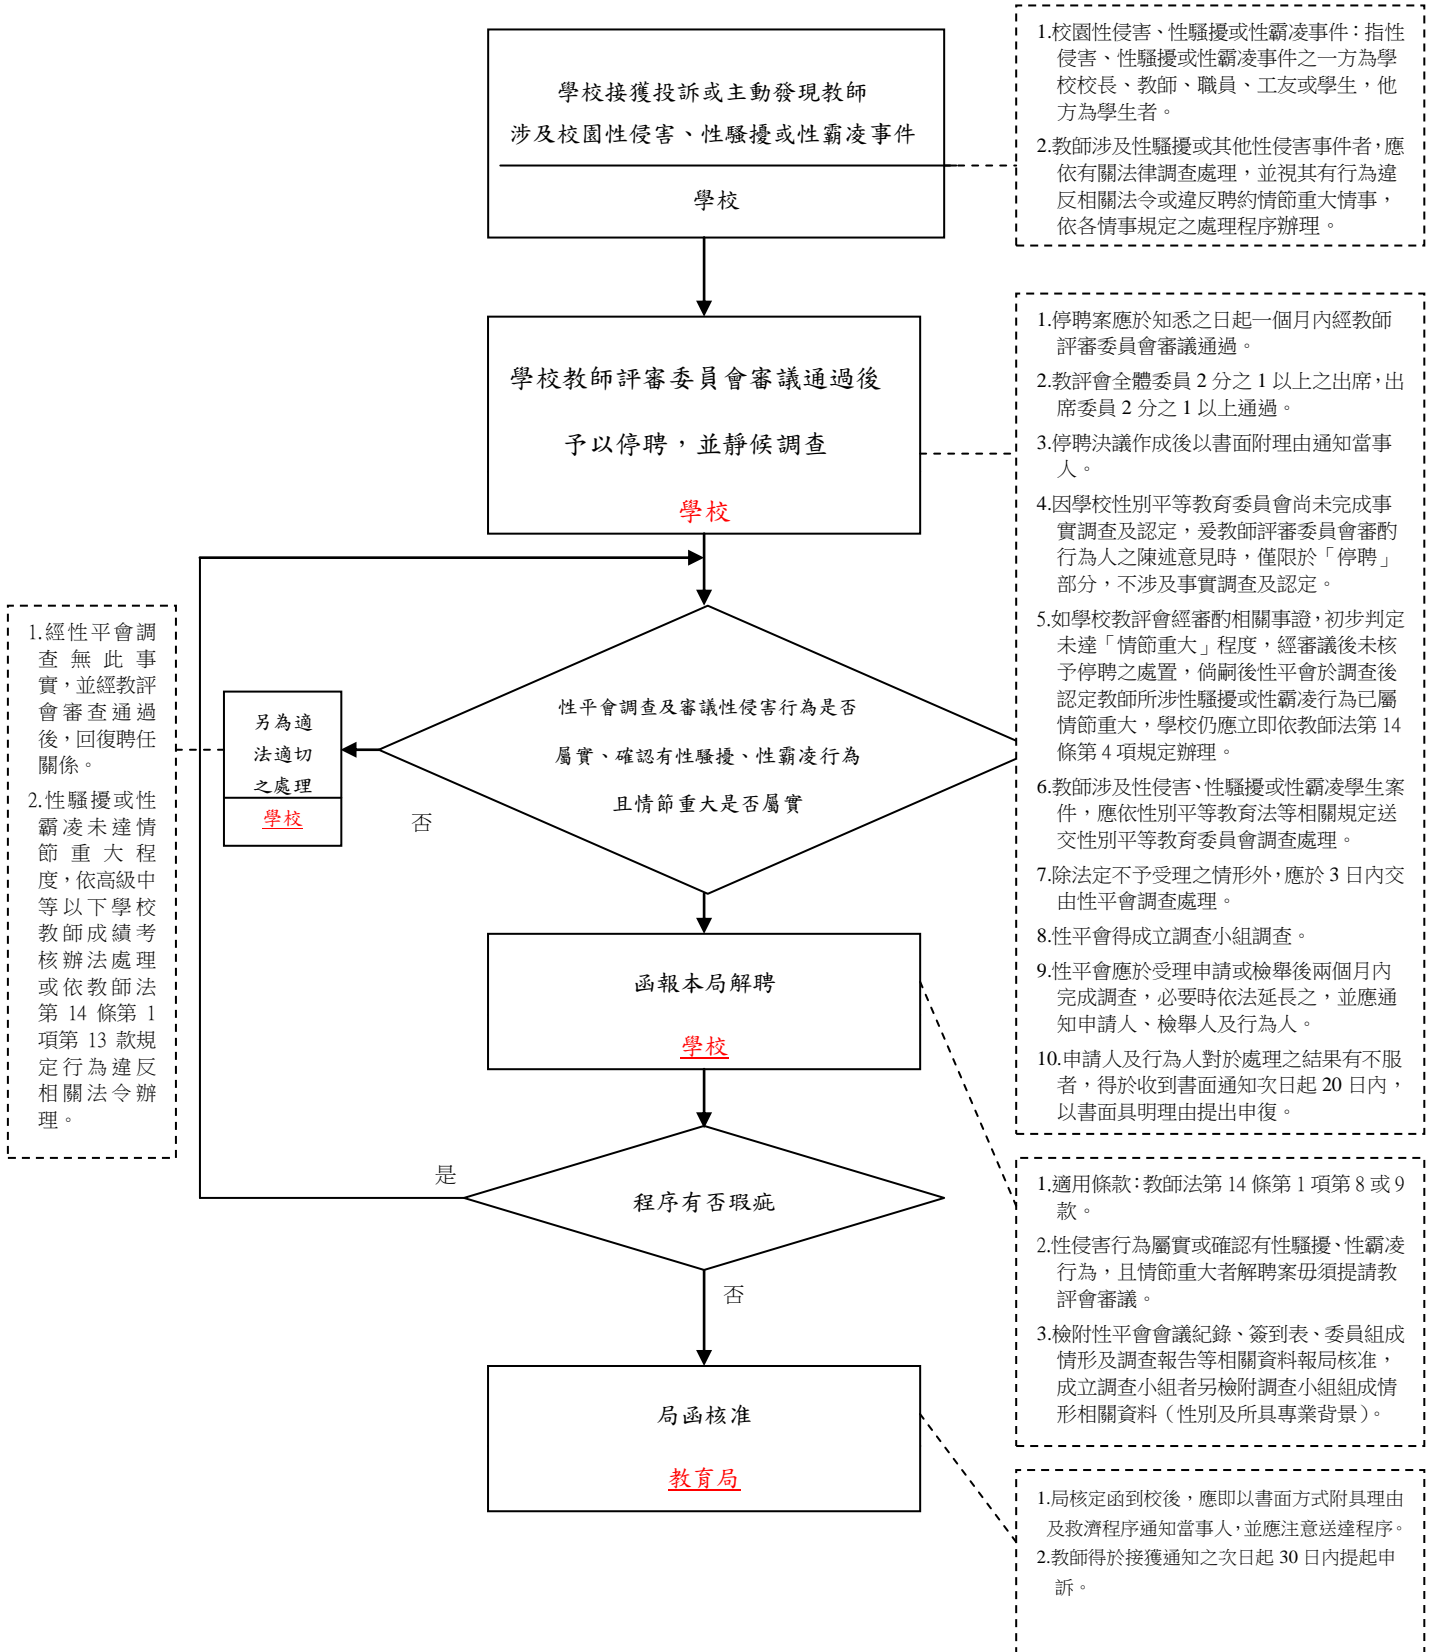 學校接獲投訴或主動發現教師
涉及校園性侵害、性騷擾或性霸凌事件
學校
1.校園性侵害、性騷擾或性霸凌事件：指性
侵害、性騷擾或性霸凌事件之一方為學
校校長、教師、職員、工友或學生，他
方為學生者。
2.教師涉及性騷擾或其他性侵害事件者，應
依有關法律調查處理，並視其有行為違
反相關法令或違反聘約情節重大情事，
依各情事規定之處理程序辦理。
學校教師評審委員會審議通過後
予以停聘，並靜候調查
學校
1.停聘案應於知悉之日起一個月內經教師
評審委員會審議通過。
2.教評會全體委員 2 分之 1 以上之出席，出
席委員 2 分之 1 以上通過。
3.停聘決議作成後以書面附理由通知當事
人。
4.因學校性別平等教育委員會尚未完成事
實調查及認定，爰教師評審委員會審酌
行為人之陳述意見時，僅限於「停聘」
部分，不涉及事實調查及認定。
5.如學校教評會經審酌相關事證，初步判定
未達「情節重大」程度，經審議後未核
予停聘之處置，倘嗣後性平會於調查後
認定教師所涉性騷擾或性霸凌行為已屬
情節重大，學校仍應立即依教師法第 14
條第 4 項規定辦理。
6.教師涉及性侵害、性騷擾或性霸凌學生案
件，應依性別平等教育法等相關規定送
交性別平等教育委員會調查處理。
7.除法定不予受理之情形外，應於 3 日內交
由性平會調查處理。
8.性平會得成立調查小組調查。
9.性平會應於受理申請或檢舉後兩個月內
完成調查，必要時依法延長之，並應通
知申請人、檢舉人及行為人。
10.申請人及行為人對於處理之結果有不服
者，得於收到書面通知次日起 20 日內，
以書面具明理由提出申復。
1.經性平會調
查無此事
實，並經教評
會審查通過
後，回復聘任
關係。
2.性騷擾或性
霸凌未達情
節重大程
度，依高級中
等以下學校
教師成績考
核辦法處理
或依教師法
第 14 條第 1
項第 13 款規
定行為違反
相關法令辦
理。
另為適
法適切
之處理
學校
否
性平會調查及審議性侵害行為是否
屬實、確認有性騷擾、性霸凌行為
且情節重大是否屬實
函報本局解聘
學校
1.適用條款：教師法第 14 條第 1 項第 8 或 9
款。
2.性侵害行為屬實或確認有性騷擾、性霸凌
行為，且情節重大者解聘案毋須提請教
評會審議。
3.檢附性平會會議紀錄、簽到表、委員組成
情形及調查報告等相關資料報局核准，
成立調查小組者另檢附調查小組組成情
形相關資料（性別及所具專業背景）。
是
程序有否瑕疵
否
局函核准
教育局
1.局核定函到校後，應即以書面方式附具理由
及救濟程序通知當事人，並應注意送達程序。
2.教師得於接獲通知之次日起 30 日內提起申
訴。